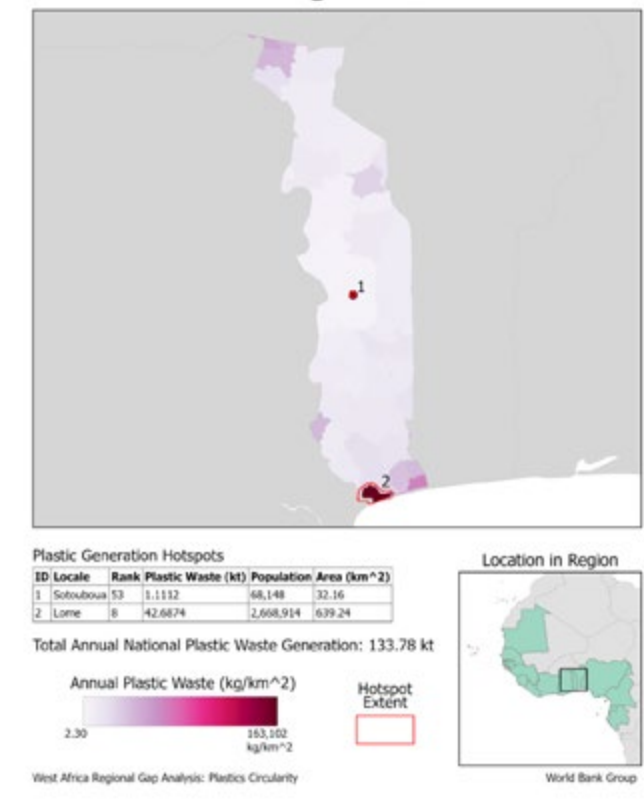 1
2
Plastic Generation Hotspots
ID Locale Rank Plastic Waste (kt) Population Area (km^2)
1 Sotouboua 53 1.1112 68,148 32.16
2 Lome 8 42.6874 2,668,914 639.24
Total Annual National Plastic Waste Generation: 133.78 kt
Annual Plastic Waste (kg/km^2)
2.30
163,102
kg/km^2
Hotspot
Extent
Location in Region
West Africa Regional Gap Analysis: Plastics Circularity
World Bank Group